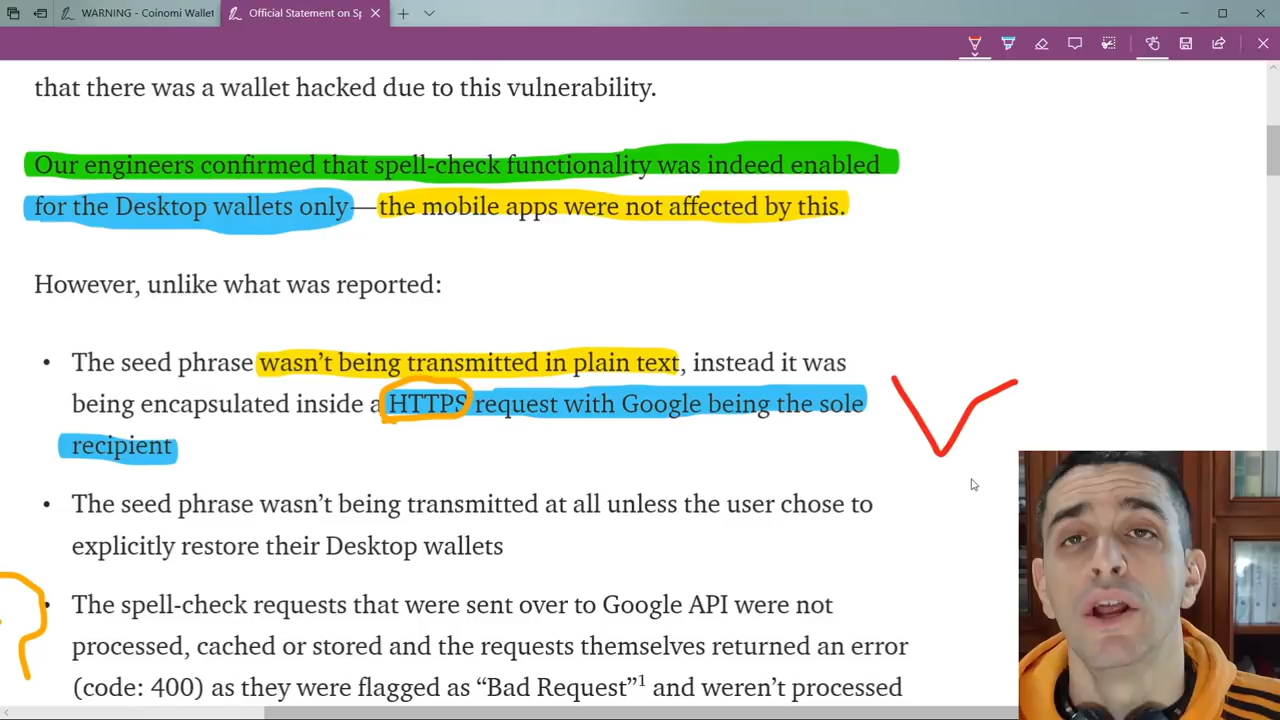 WARNING - Coinomi Wallet
Official Statement on Sp
that there was a wallet hacked due to this vulnerability.
Our engineers confirmed that spell-check functionality was indeed enabled
for the Desktop wallets only—the mobile apps were not affected by this.
However, unlike what was reported:
• The seed phrase wasn’t being transmitted in plain text, instead it was
being encapsulated inside a HTTPS request with Google being the sole
recipient
• The seed phrase wasn’t being transmitted at all unless the user chose to
explicitly restore their Desktop wallets
• The spell-check requests that were sent over to Google API were not
processed, cached or stored and the requests themselves returned an error
(code: 400) as they were flagged as “Bad Request”¹ and weren’t processed